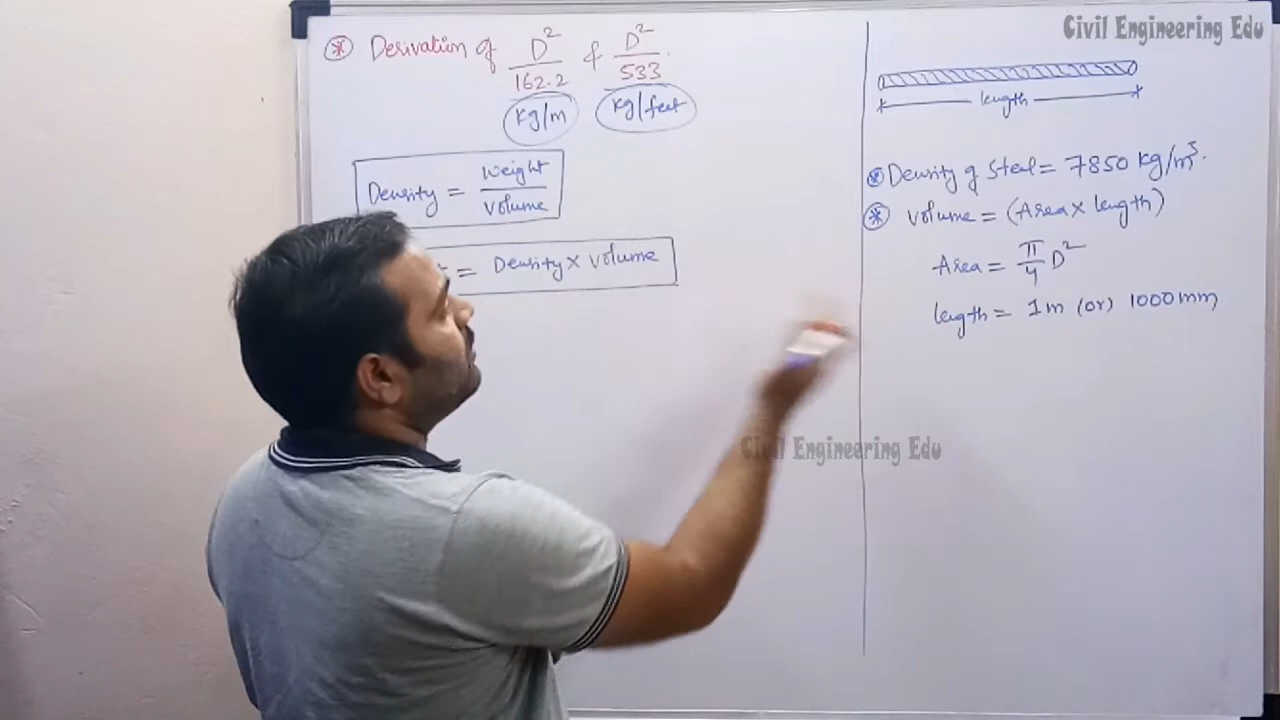 Civil Engineering Edu
* Derivation of D²/162.2 & D²/533.
kg/m kg/feet
Density = weight/volume
= Density x volume
length
* Density of steel = 7850 kg/m³.
* Volume = (Area x length)
Area = π/4 D²
length = 1m (or) 1000mm
Civil Engineering Edu